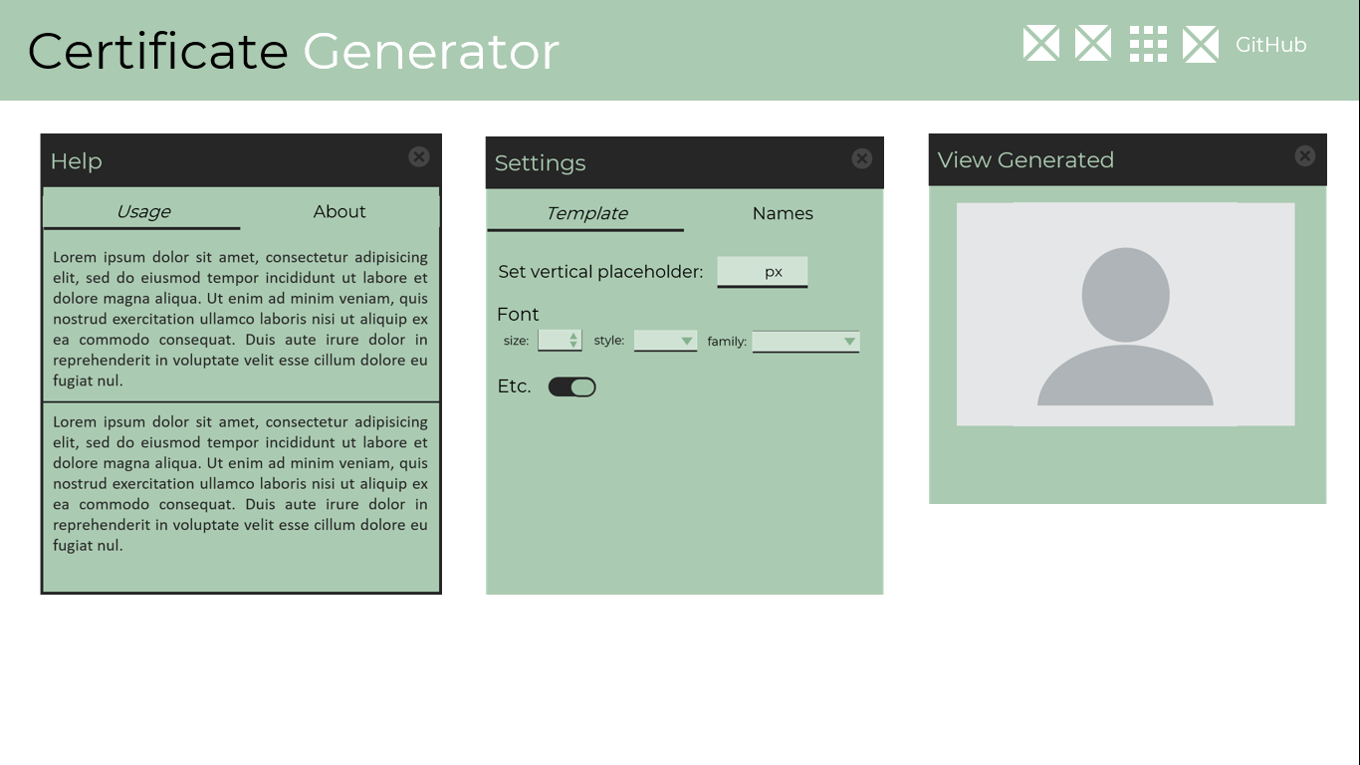 Certificate Generator
GitHub
Help
Usage About
Lorem ipsum dolor sit amet, consectetur adipisicing
elit, sed do eiusmod tempor incididunt ut labore et
dolore magna aliqua. Ut enim ad minim veniam, quis
nostrud exercitation ullamco laboris nisi ut aliquip ex
ea commodo consequat. Duis aute irure dolor in
reprehenderit in voluptate velit esse cillum dolore eu
fugiat nul.
Lorem ipsum dolor sit amet, consectetur adipisicing
elit, sed do eiusmod tempor incididunt ut labore et
dolore magna aliqua. Ut enim ad minim veniam, quis
nostrud exercitation ullamco laboris nisi ut aliquip ex
ea commodo consequat. Duis aute irure dolor in
reprehenderit in voluptate velit esse cillum dolore eu
fugiat nul.
Settings
Template Names
Set vertical placeholder: px
Font
size: style: family:
Etc.
View Generated